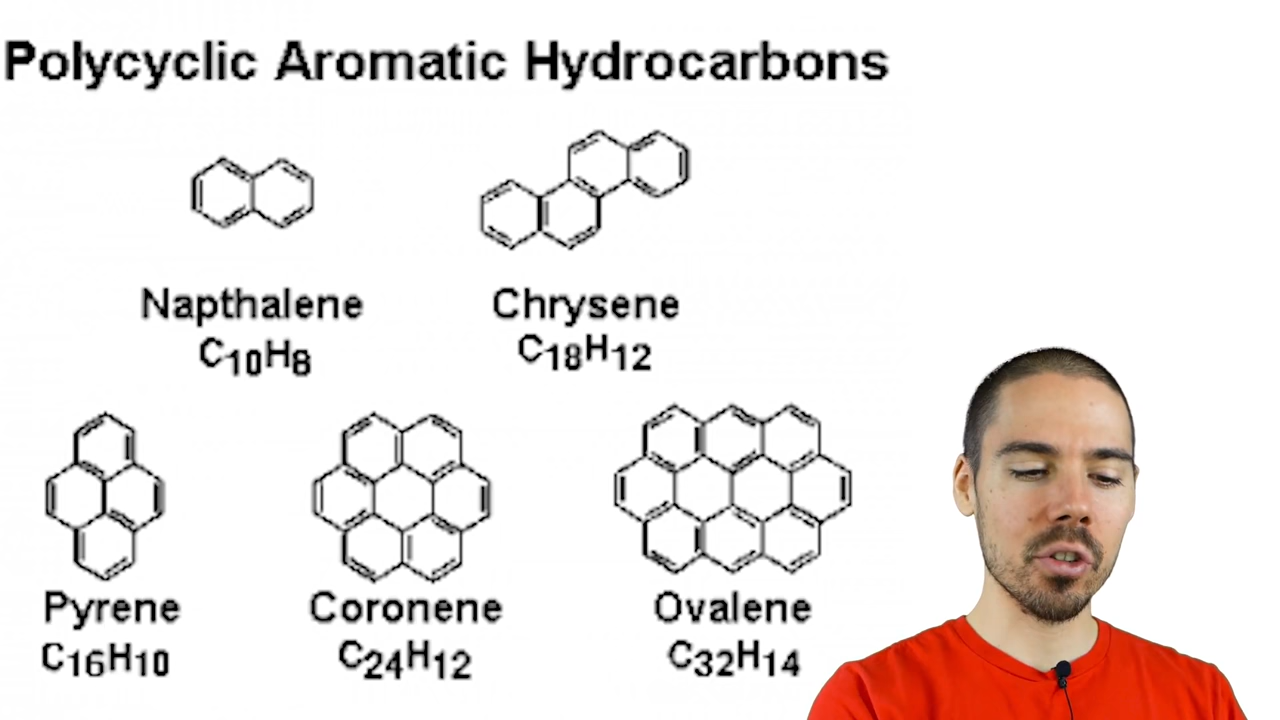 Polycyclic Aromatic Hydrocarbons
Napthalene
C10H8
Chrysene
C18H12
Pyrene
C16H10
Coronene
C24H12
Ovalene
C32H14